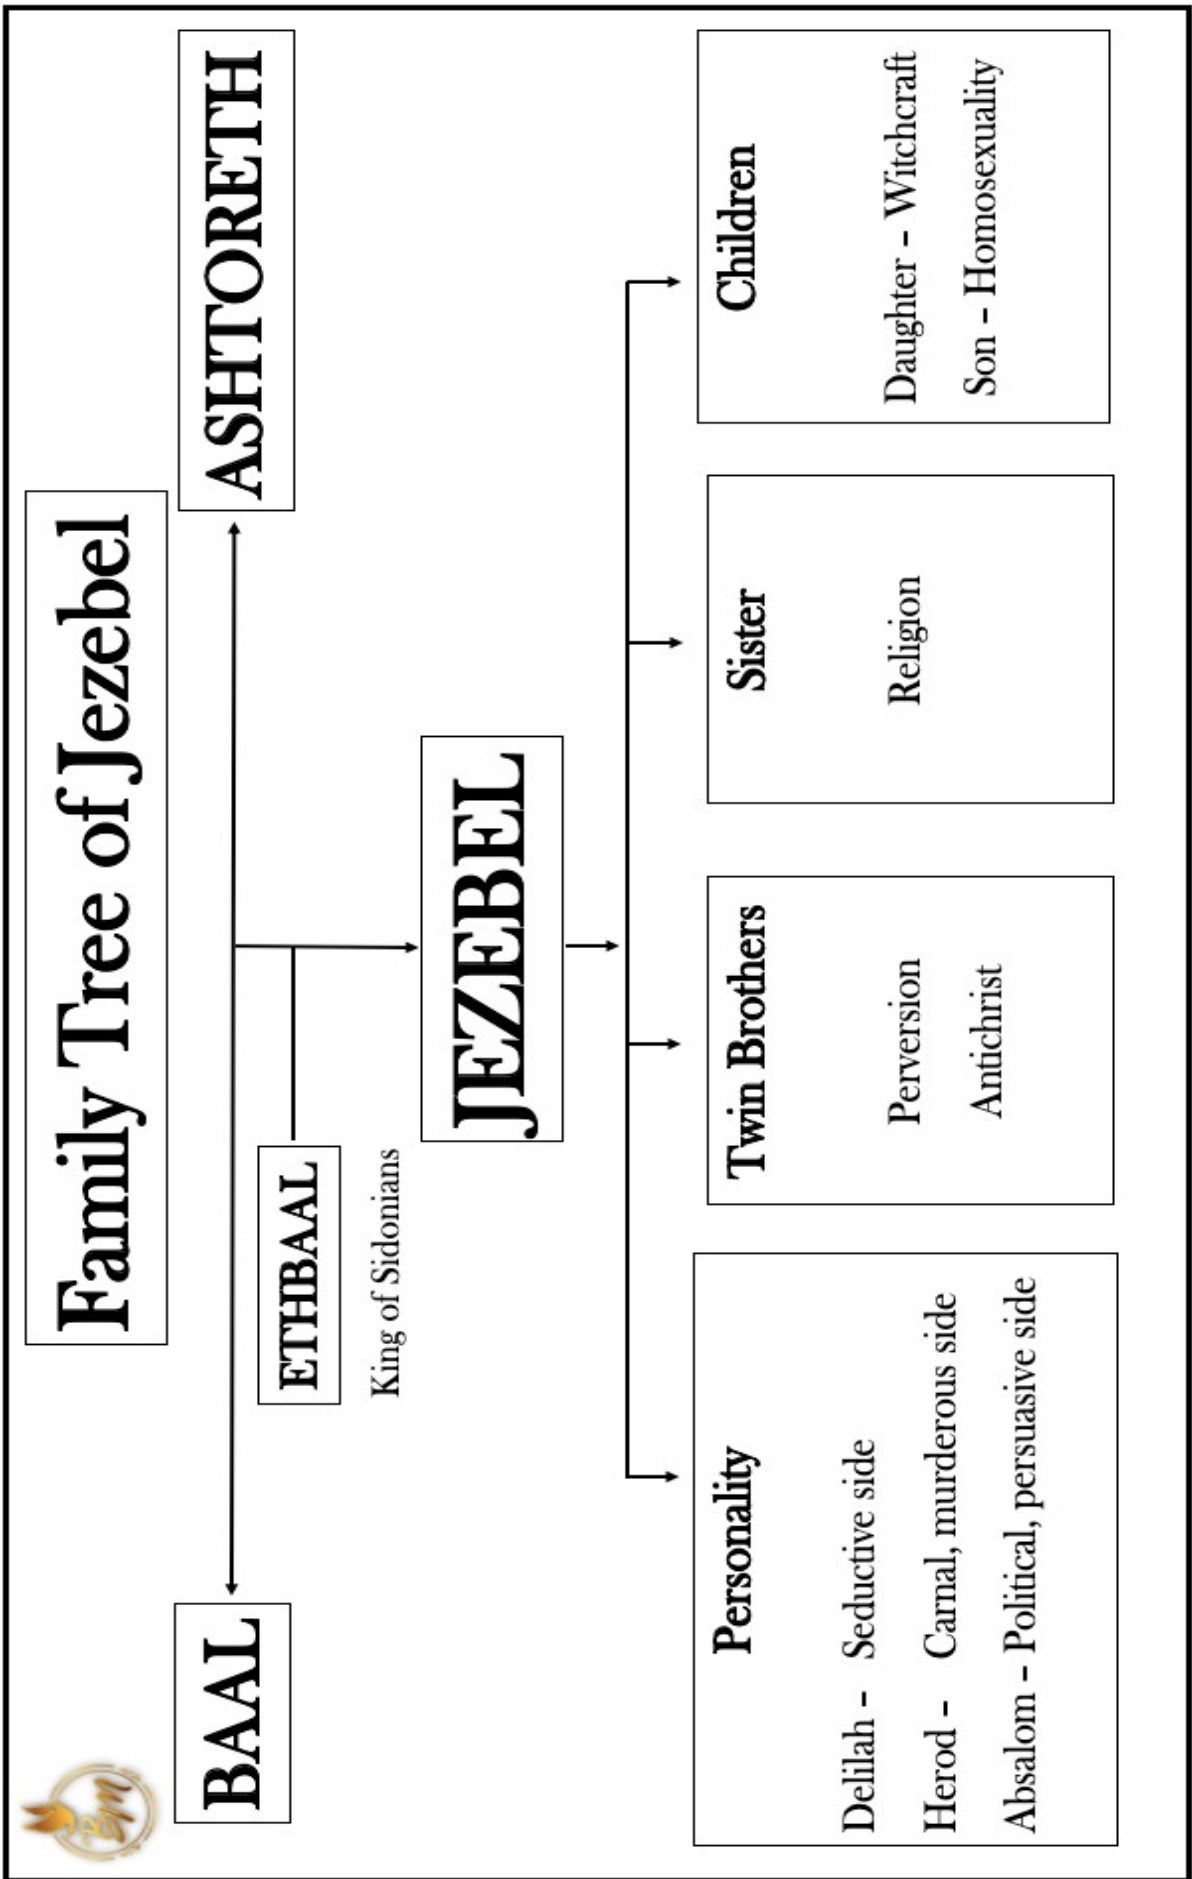 Family Tree of Jezebel
BAAL
ASHTORETH
ETHBAAL
King of Sidonians
JEZEBEL
Personality
Delilah – Seductive side
Herod – Carnal, murderous side
Absalom – Political, persuasive side
Twin Brothers
Perversion
Antichrist
Sister
Religion
Children
Daughter – Witchcraft
Son – Homosexuality